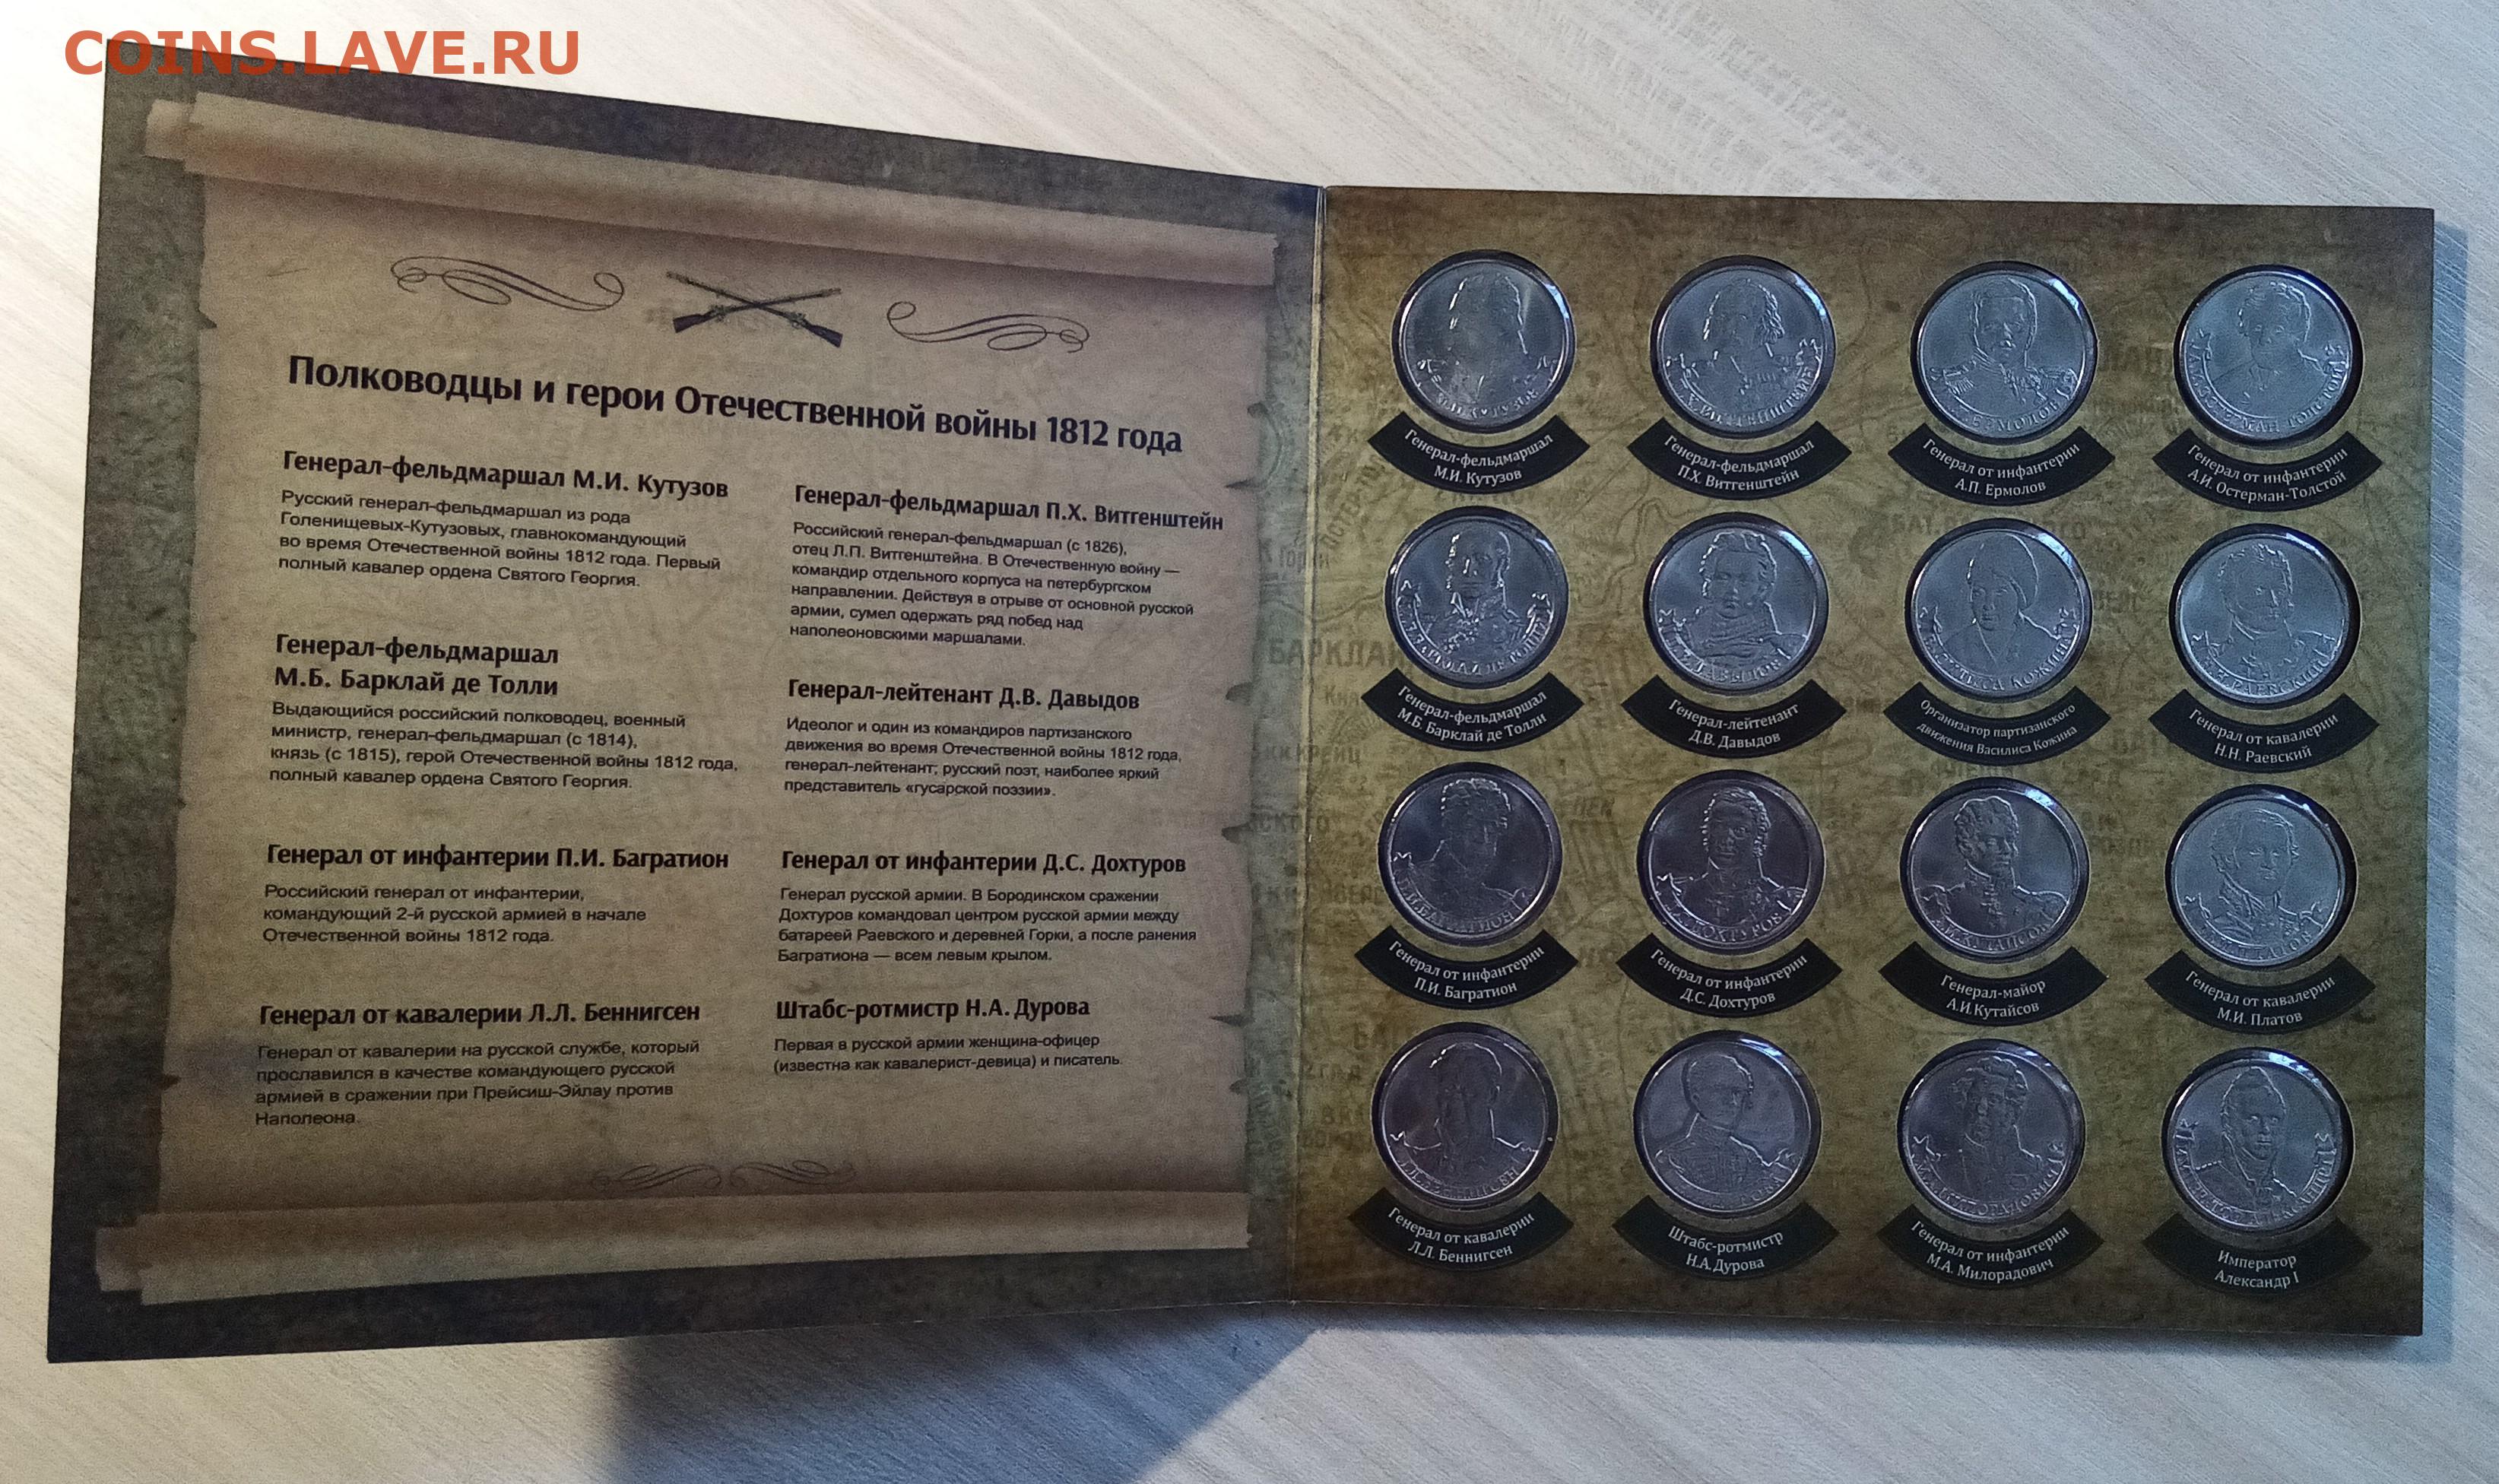 COINS.LAVE.RU
Полководцы и герои Отечественной войны 1812 года
Генерал-фельдмаршал М.И. Кутузов
Русский генерал-фельдмаршал из рода
Голенищевых-Кутузовых, главнокомандующий
во время Отечественной войны 1812 года. Первый
полный кавалер ордена Святого Георгия.
Генерал-фельдмаршал
М.Б. Барклай де Толли
Выдающийся российский полководец, военный
министр, генерал-фельдмаршал (с 1814),
князь (с 1815), герой Отечественной войны 1812 года,
полный кавалер ордена Святого Георгия.
Генерал от инфантерии П.И. Багратион
Российский генерал от инфантерии,
командующий 2-й русской армией в начале
Отечественной войны 1812 года.
Генерал от кавалерии Л.Л. Беннигсен
Генерал от кавалерии на русской службе, который
прославился в качестве командующего русской
армией в сражении при Прейсиш-Эйлау против
Наполеона.
Генерал-фельдмаршал П.Х. Витгенштейн
Российский генерал-фельдмаршал (с 1826),
отец Л.П. Витгенштейна. В Отечественную войну —
командир отдельного корпуса на петербургском
направлении. Действуя в отрыве от основной русской
армии, сумел одержать ряд побед над
наполеоновскими маршалами.
Генерал-лейтенант Д.В. Давыдов
Идеолог и один из командиров партизанского
движения во время Отечественной войны 1812 года,
генерал-лейтенант; русский поэт, наиболее яркий
представитель «гусарской поэзии».
Генерал от инфантерии Д.С. Дохтуров
Генерал русской армии. В Бородинском сражении
Дохтуров командовал центром русской армии между
батареей Раевского и деревней Горки, а после ранения
Багратиона — всем левым крылом.
Штабс-ротмистр Н.А. Дурова
Первая в русской армии женщина-офицер
(известна как кавалерист-девица) и писатель.
Генерал-фельдмаршал
М.И. Кутузов
Генерал-фельдмаршал
П.Х. Витгенштейн
ЕРМОЛОВ
Генерал от инфантерии
А.П. Ермолов
Генерал от инфантерии
А.И. Остерман-Толстой
Генерал-фельдмаршал
М.Б. Барклай де Толли
Генерал-лейтенант
Д.В. Давыдов
ВАСИЛИСА КОЖИНА
Организатор партизанского
движения Василиса Кожина
Н.Н. РАЕВСКИЙ
Генерал от кавалерии
Н.Н. Раевский
П.И. БАГРАТИОН
Генерал от инфантерии
П.И. Багратион
Д.С. ДОХТУРОВ
Генерал от инфантерии
Д.С. Дохтуров
А.И. КУТАЙСОВ
Генерал-майор
А.И. Кутайсов
М.И. ПЛАТОВ
Генерал от кавалерии
М.И. Платов
Генерал от кавалерии
Л.Л. Беннигсен
Штабс-ротмистр
Н.А. Дурова
М.А. МИЛОРАДОВИЧ
Генерал от инфантерии
М.А. Милорадович
ИМПЕРАТОР АЛЕКСАНДР I
Император
Александр I
БАРКЛАЙ
Горки